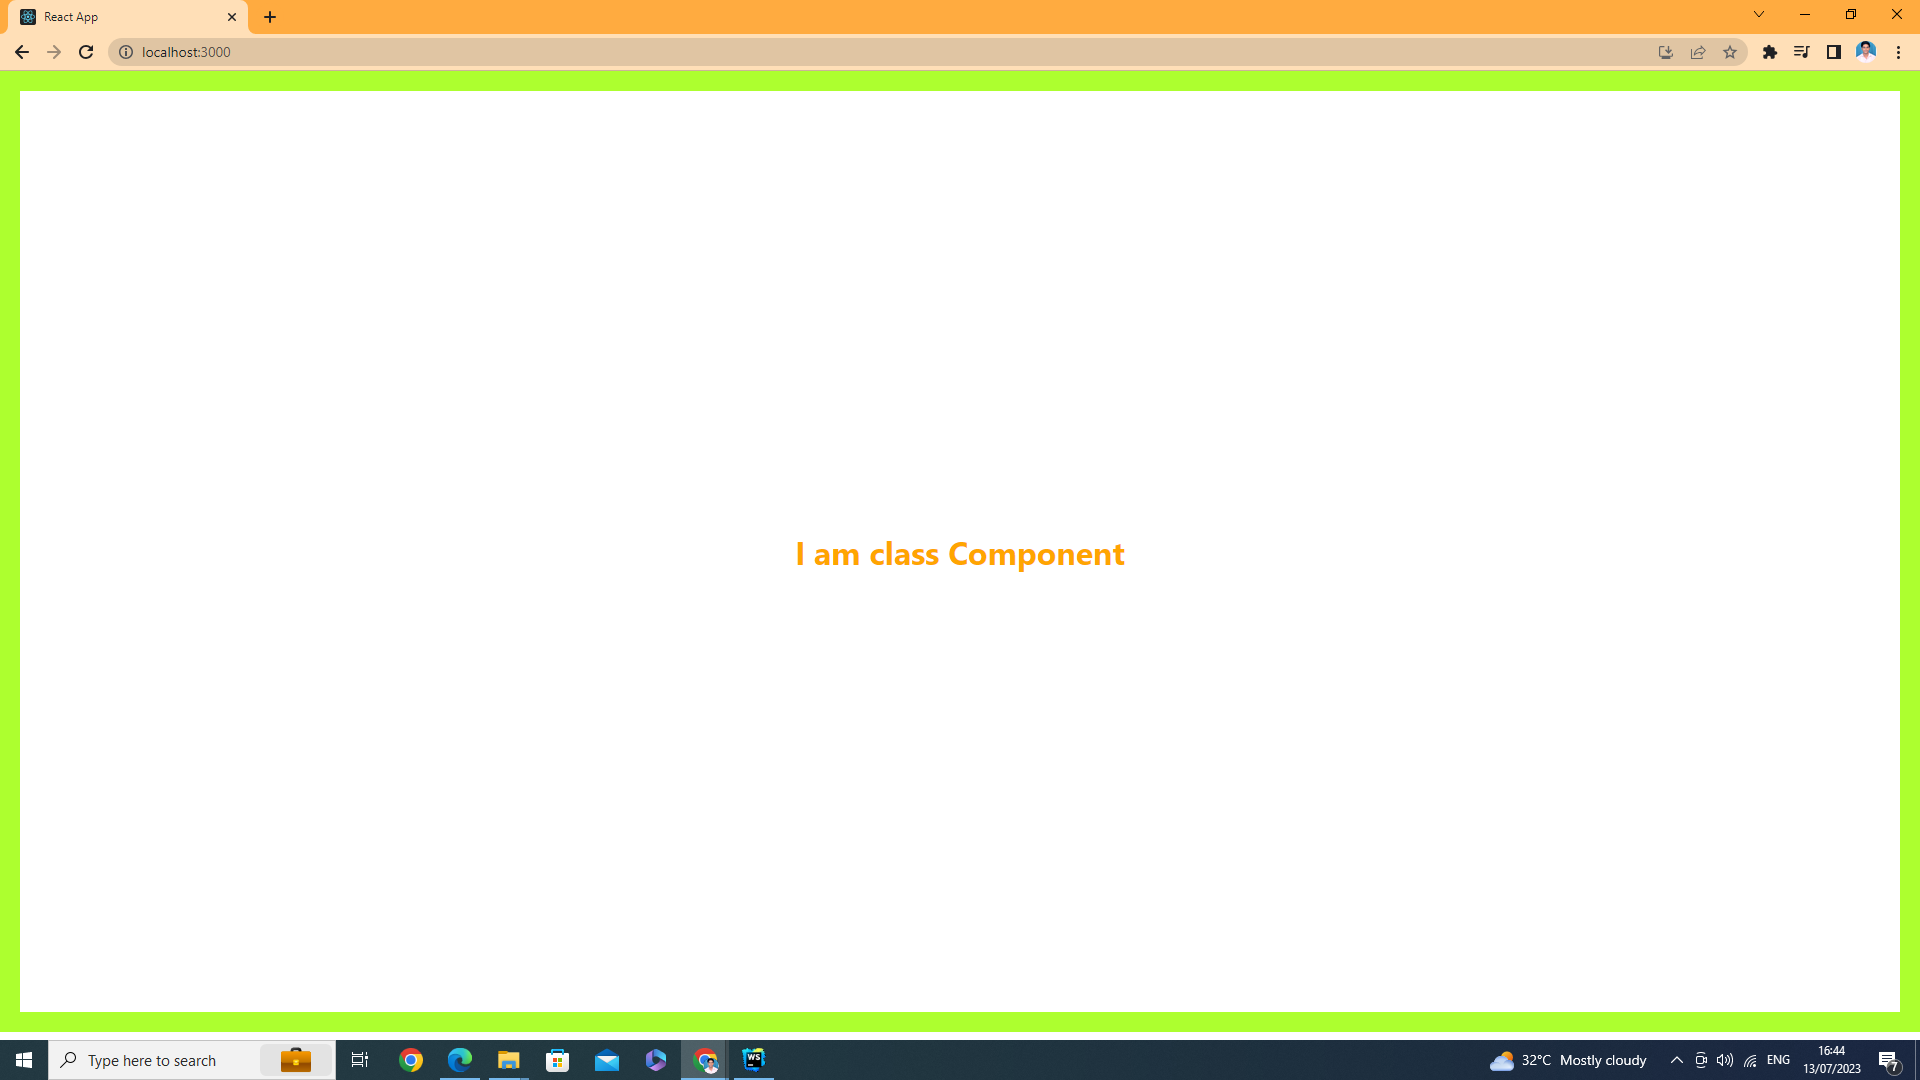 React App
localhost:3000
I am class Component
Type here to search
WS
32°C Mostly cloudy
ENG
16:44
13/07/2023
7